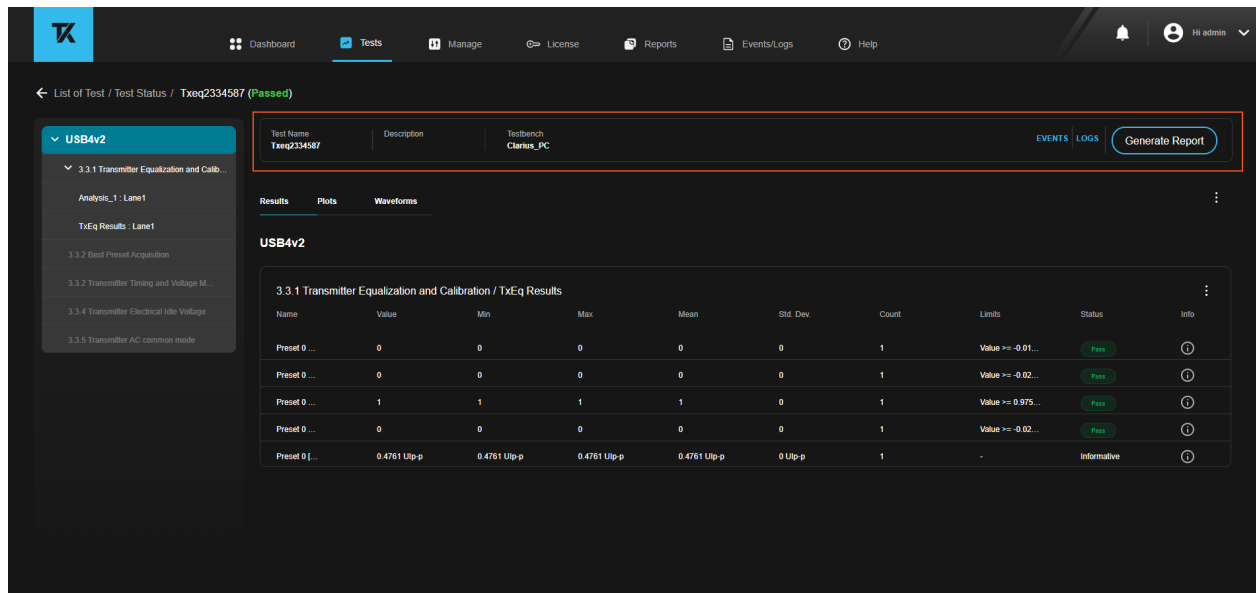 TK
Dashboard Tests Manage License Reports Events/Logs Help Hi admin
List of Test / Test Status / Txeq2334587 (Passed)
USB4v2
3.3.1 Transmitter Equalization and Calib...
Analysis_1 : Lane1
TxEq Results : Lane1
3.3.2 Best Preset Acquisition
3.3.2 Transmitter Timing and Voltage M...
3.3.4 Transmitter Electrical Idle Voltage
3.3.5 Transmitter AC common mode
Test Name Description Testbench
Txeq2334587 Clarius_PC
EVENTS LOGS Generate Report
Results Plots Waveforms
USB4v2
3.3.1 Transmitter Equalization and Calibration / TxEq Results
Name Value Min Max Mean Std. Dev. Count Limits Status Info
Preset 0 ... 0 0 0 0 0 1 Value >= -0.01... Pass
Preset 0 ... 0 0 0 0 0 1 Value >= -0.02... Pass
Preset 0 ... 1 1 1 1 0 1 Value >= 0.975... Pass
Preset 0 ... 0 0 0 0 0 1 Value >= -0.02... Pass
Preset 0 [... 0.4761 UIp-p 0.4761 UIp-p 0.4761 UIp-p 0.4761 UIp-p 0 UIp-p 1 - Informative